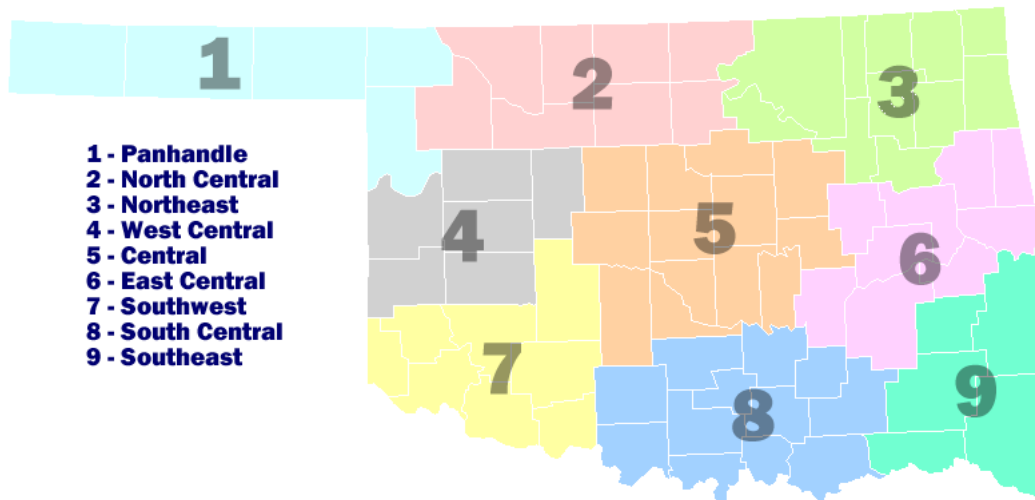 1
2
3
1 - Panhandle
2 - North Central
3 - Northeast
4 - West Central
5 - Central
6 - East Central
7 - Southwest
8 - South Central
9 - Southeast
4
5
6
7
8
9